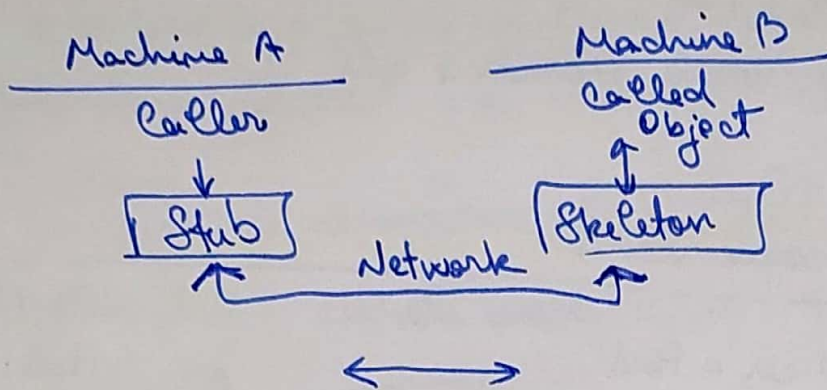 Machine A
Machine B
Caller
Called
Object
Stub
Skeleton
Network